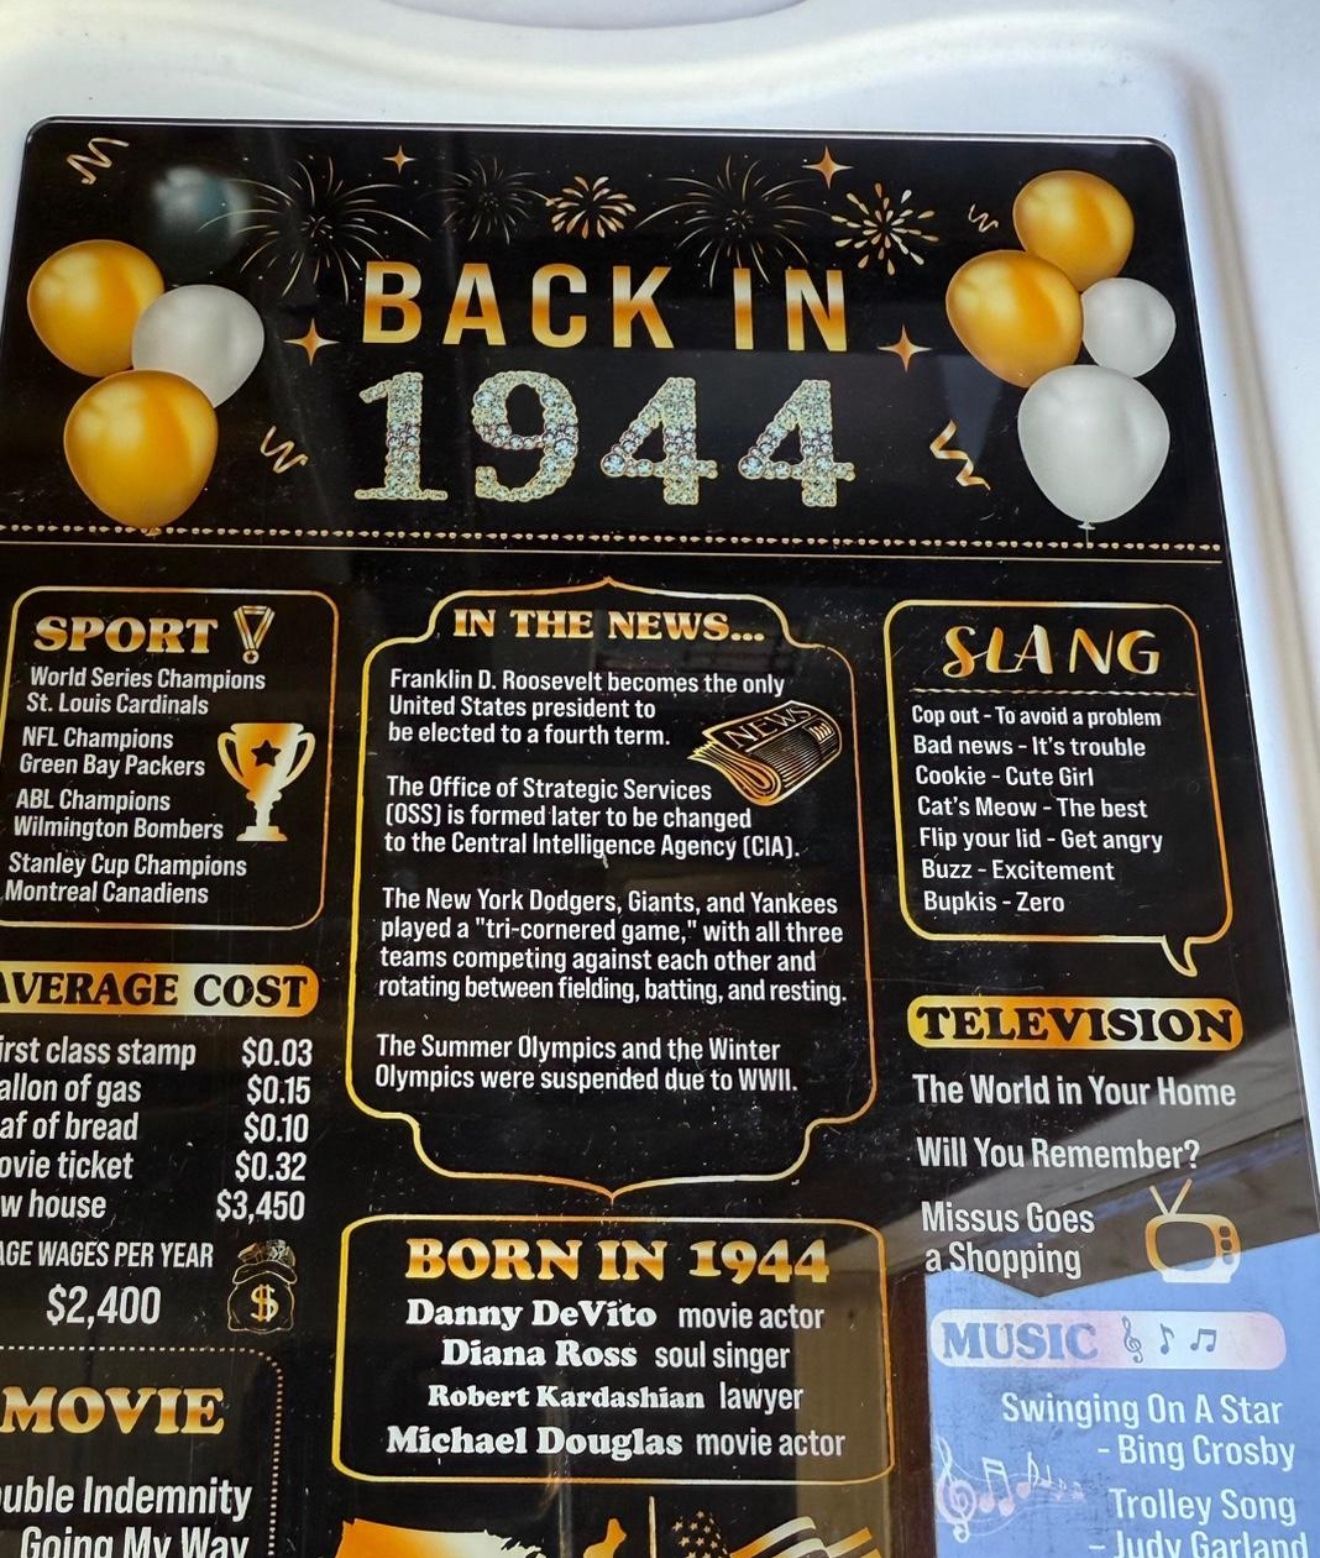 BACK IN
1944
SPORT
World Series Champions
St. Louis Cardinals
NFL Champions
Green Bay Packers
ABL Champions
Wilmington Bombers
Stanley Cup Champions
Montreal Canadiens
AVERAGE COST
irst class stamp $0.03
allon of gas $0.15
af of bread $0.10
ovie ticket $0.32
w house $3,450
AGE WAGES PER YEAR
$2,400
$
MOVIE
uble Indemnity
Going My Way
IN THE NEWS...
Franklin D. Roosevelt becomes the only
United States president to
be elected to a fourth term.
NEWS
The Office of Strategic Services
(OSS) is formed later to be changed
to the Central Intelligence Agency (CIA).
The New York Dodgers, Giants, and Yankees
played a "tri-cornered game," with all three
teams competing against each other and
rotating between fielding, batting, and resting.
The Summer Olympics and the Winter
Olympics were suspended due to WWII.
BORN IN 1944
Danny DeVito movie actor
Diana Ross soul singer
Robert Kardashian lawyer
Michael Douglas movie actor
SLANG
Cop out - To avoid a problem
Bad news - It's trouble
Cookie - Cute Girl
Cat's Meow - The best
Flip your lid - Get angry
Buzz - Excitement
Bupkis - Zero
TELEVISION
The World in Your Home
Will You Remember?
Missus Goes
a Shopping
MUSIC
Swinging On A Star
- Bing Crosby
Trolley Song
- Judy Garland